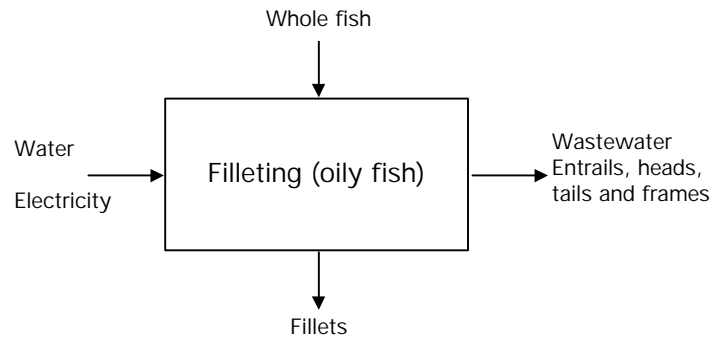 Whole fish
Water
Electricity
Filleting (oily fish)
Wastewater
Entrails, heads,
tails and frames
Fillets